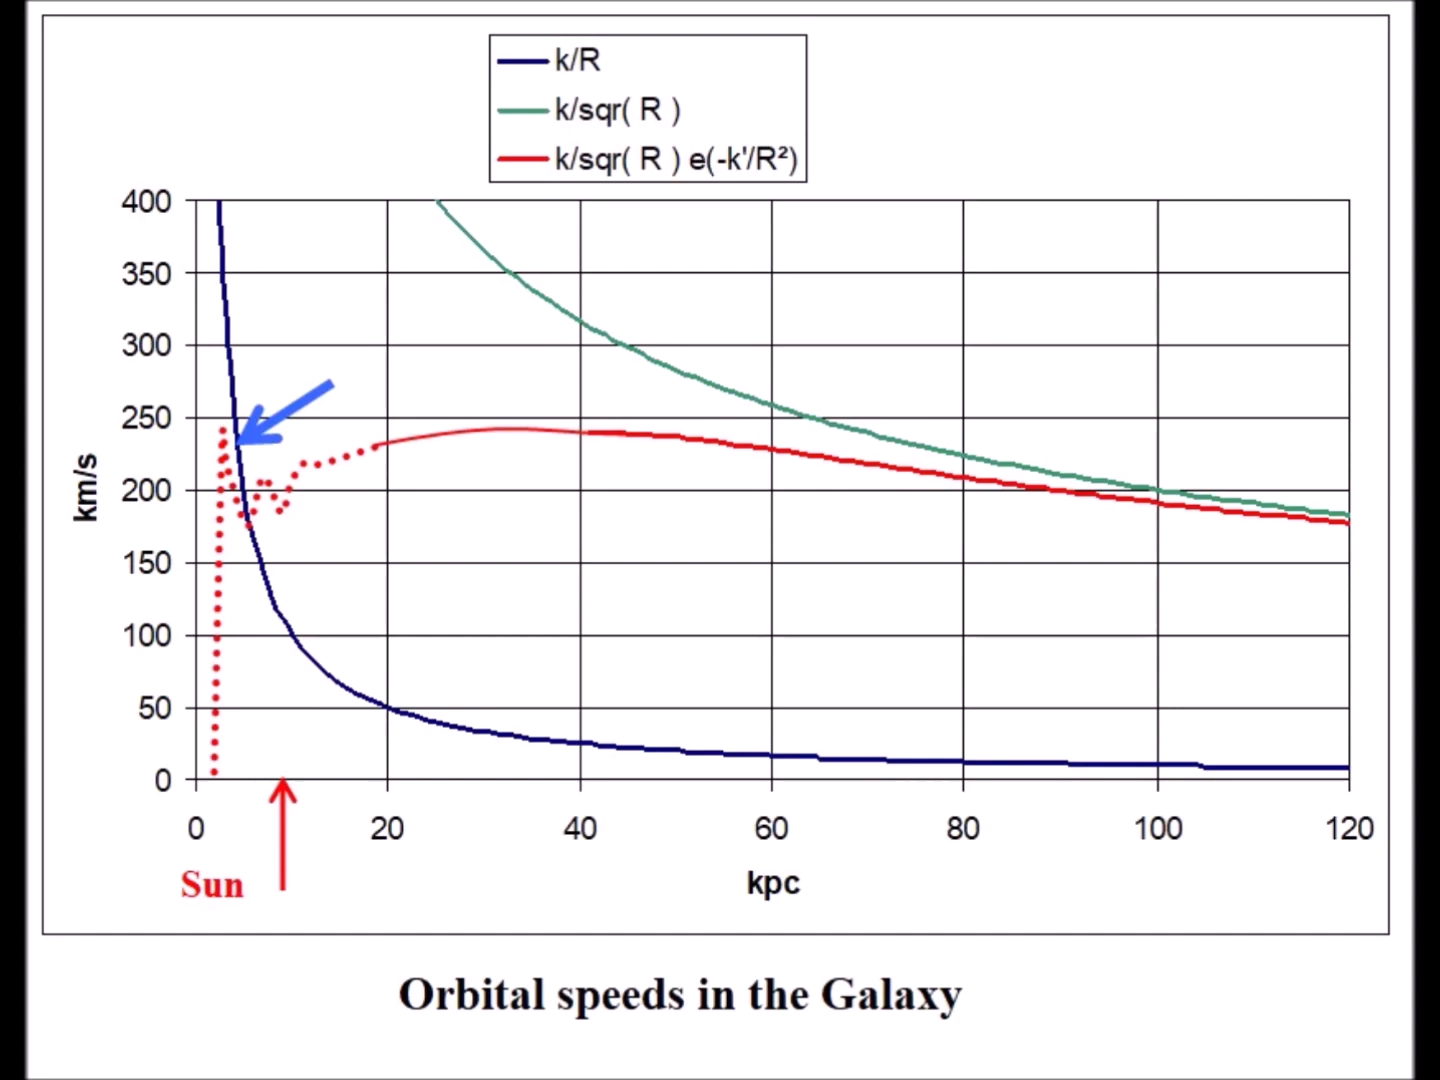 k/R
k/sqr( R )
k/sqr( R ) e(-k'/R²)
400
350
300
250
200
150
100
50
0
km/s
0 20 40 60 80 100 120
Sun
kpc
Orbital speeds in the Galaxy